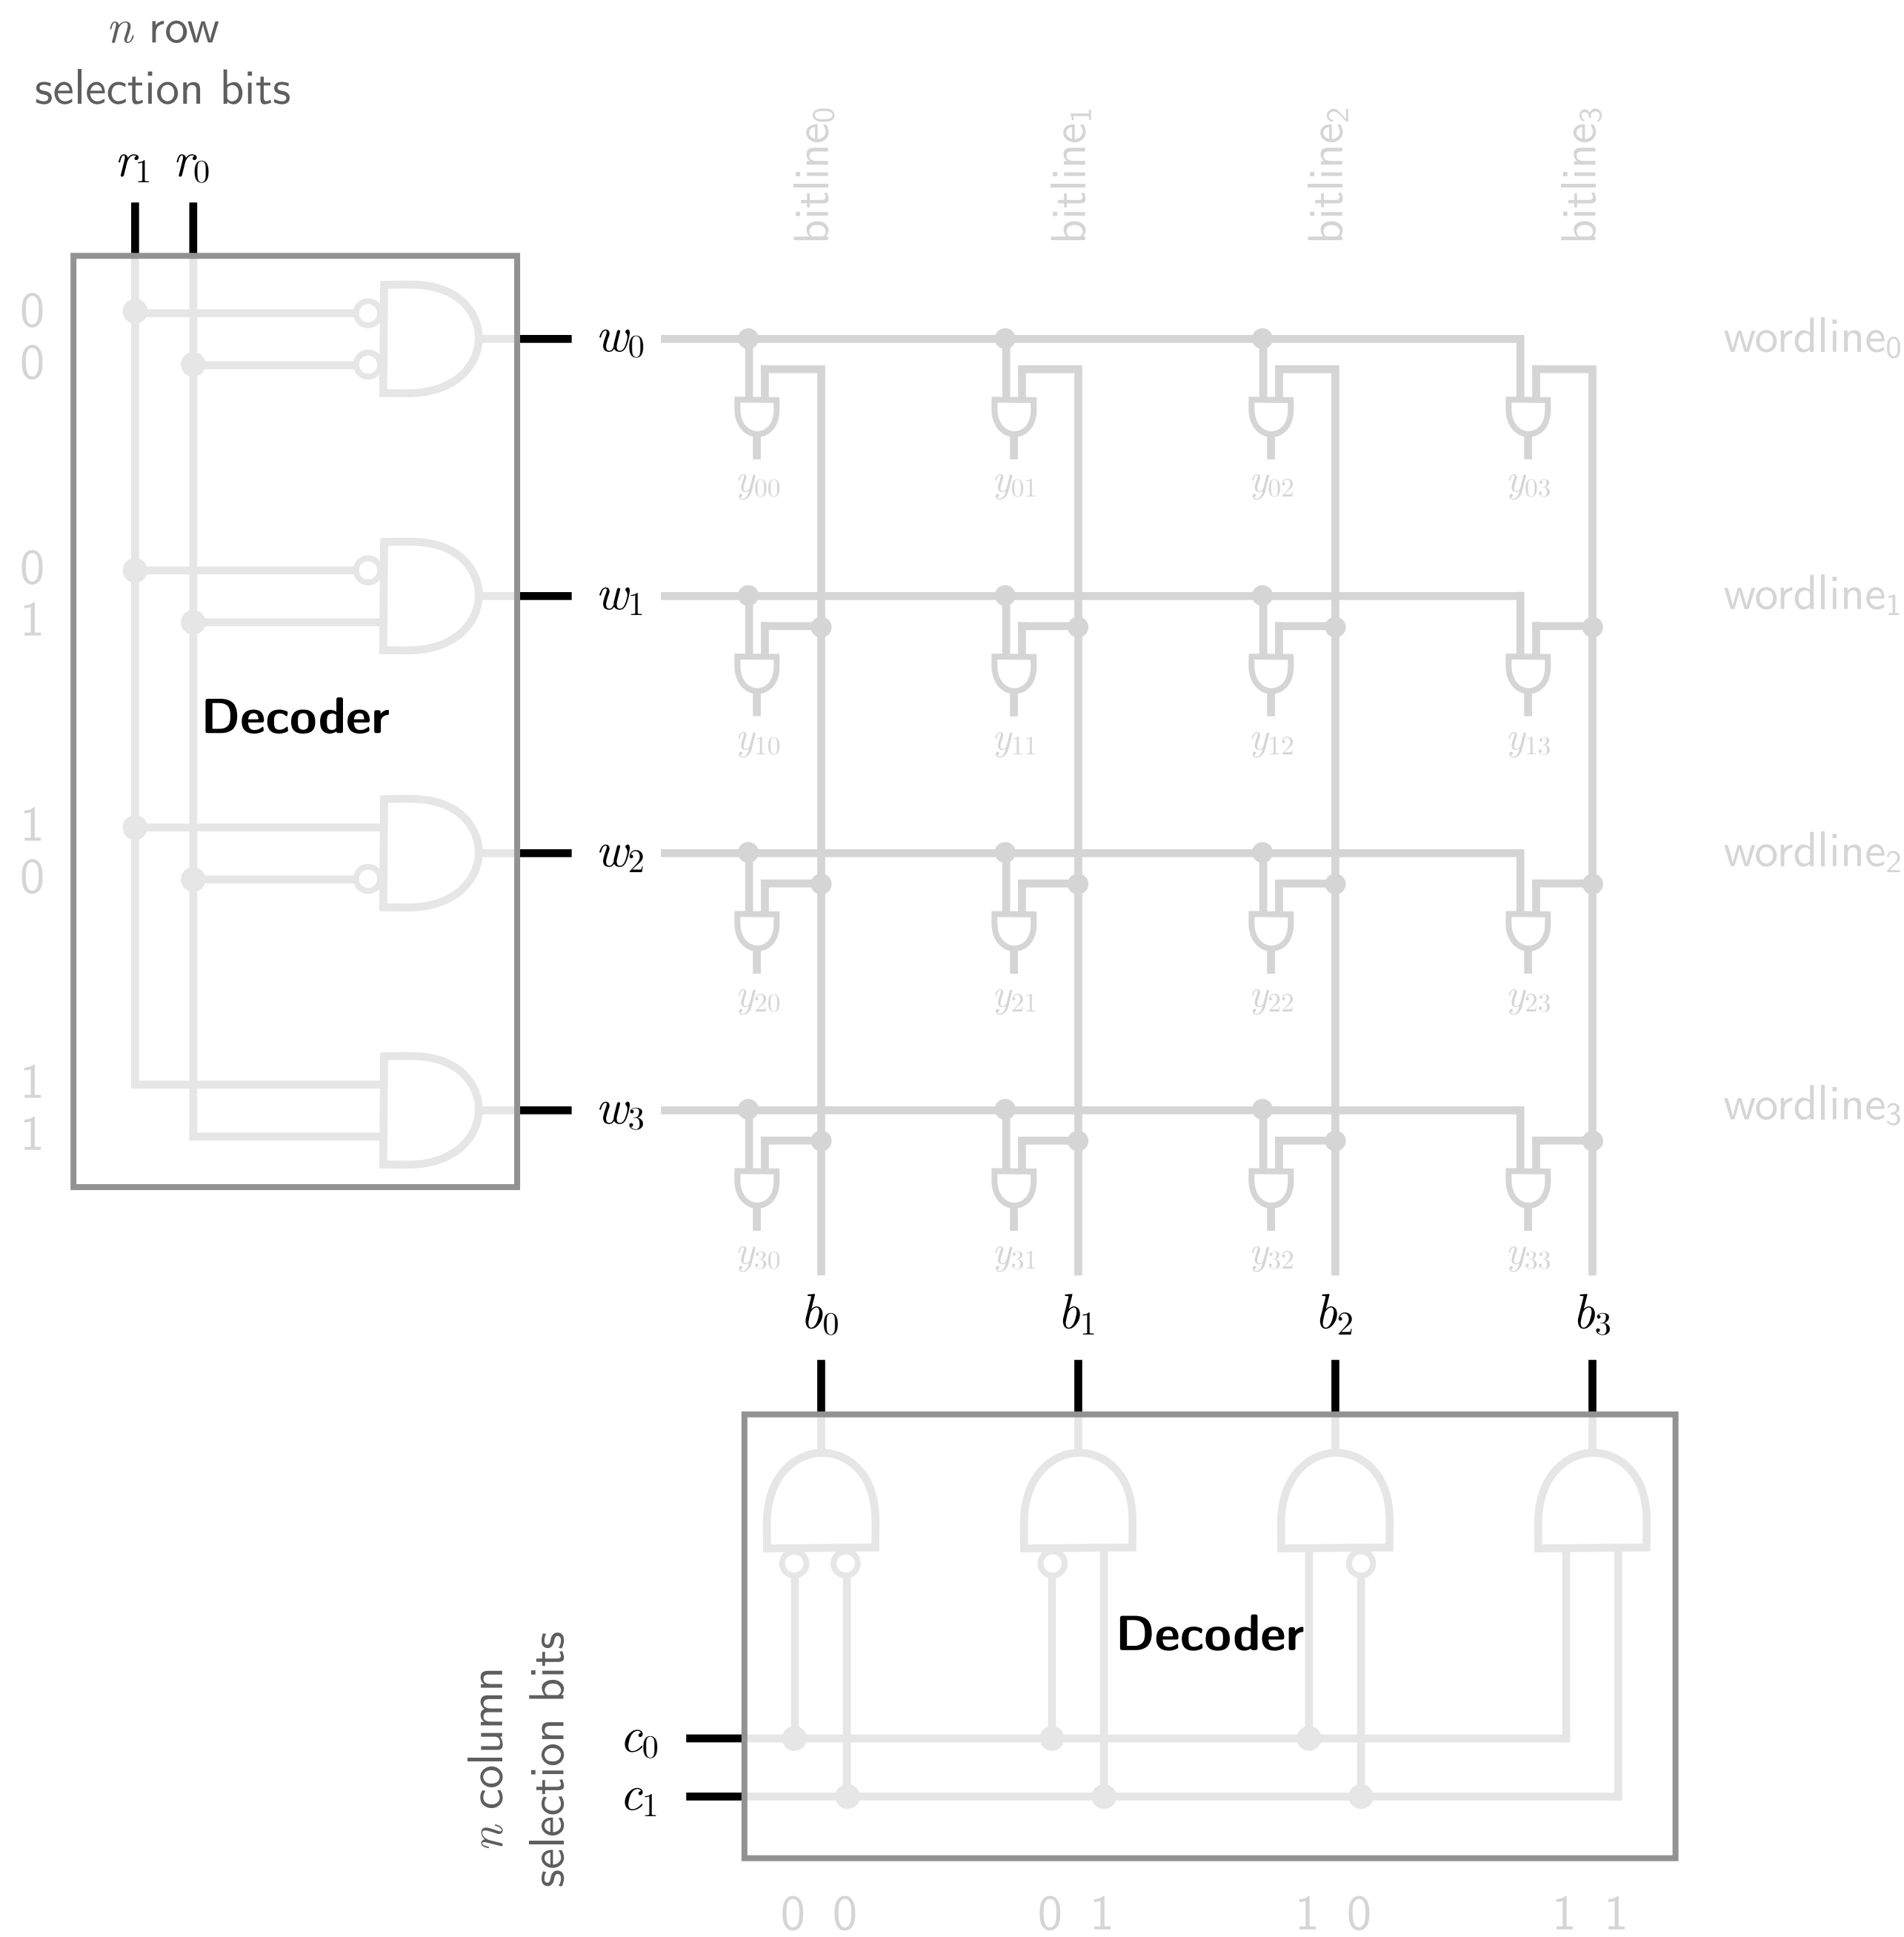 n row
selection bits
r1 r0
bitline0
bitline1
bitline2
bitline3
0
0
w0
wordline0
y00 y01 y02 y03
0
1
w1
wordline1
y10 y11 y12 y13
Decoder
1
0
w2
wordline2
y20 y21 y22 y23
1
1
w3
wordline3
y30 y31 y32 y33
b0 b1 b2 b3
Decoder
n column
selection bits
c0
c1
0 0 0 1 1 0 1 1